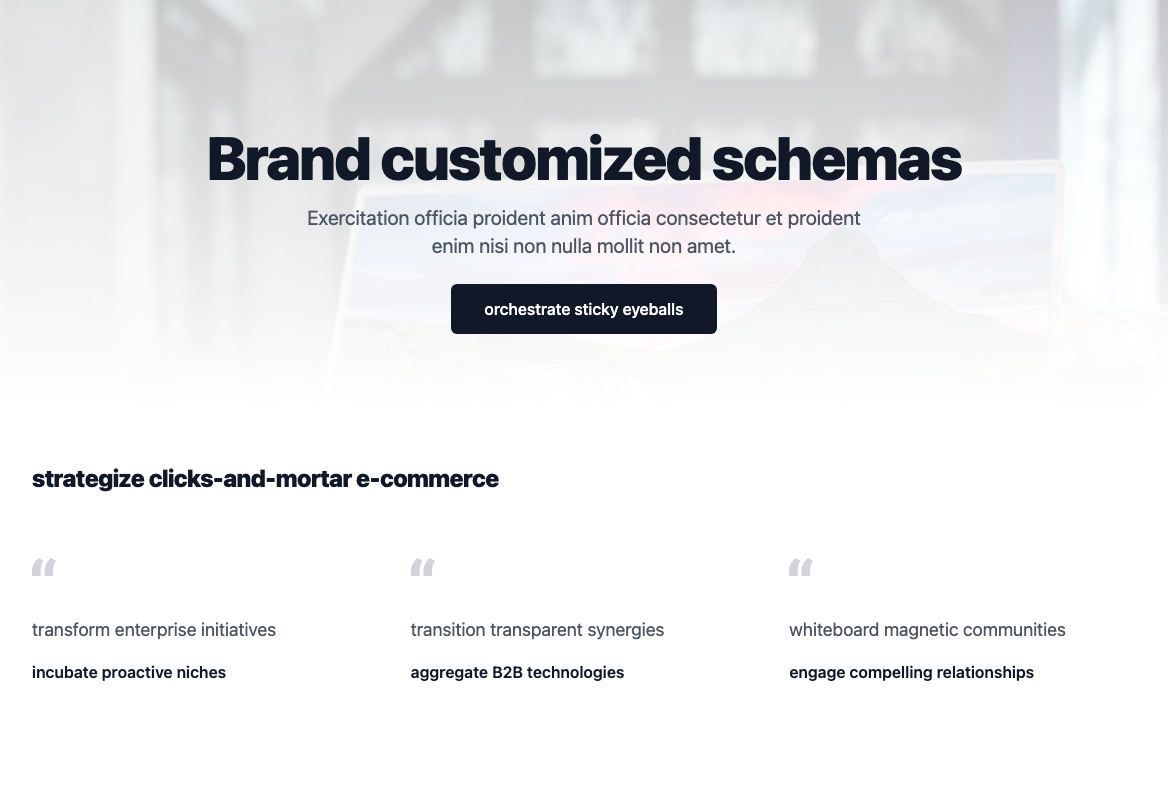 Brand customized schemas
Exercitation officia proident anim officia consectetur et proident
enim nisi non nulla mollit non amet.
orchestrate sticky eyeballs
strategize clicks-and-mortar e-commerce
“
“
“
transform enterprise initiatives
transition transparent synergies
whiteboard magnetic communities
incubate proactive niches
aggregate B2B technologies
engage compelling relationships